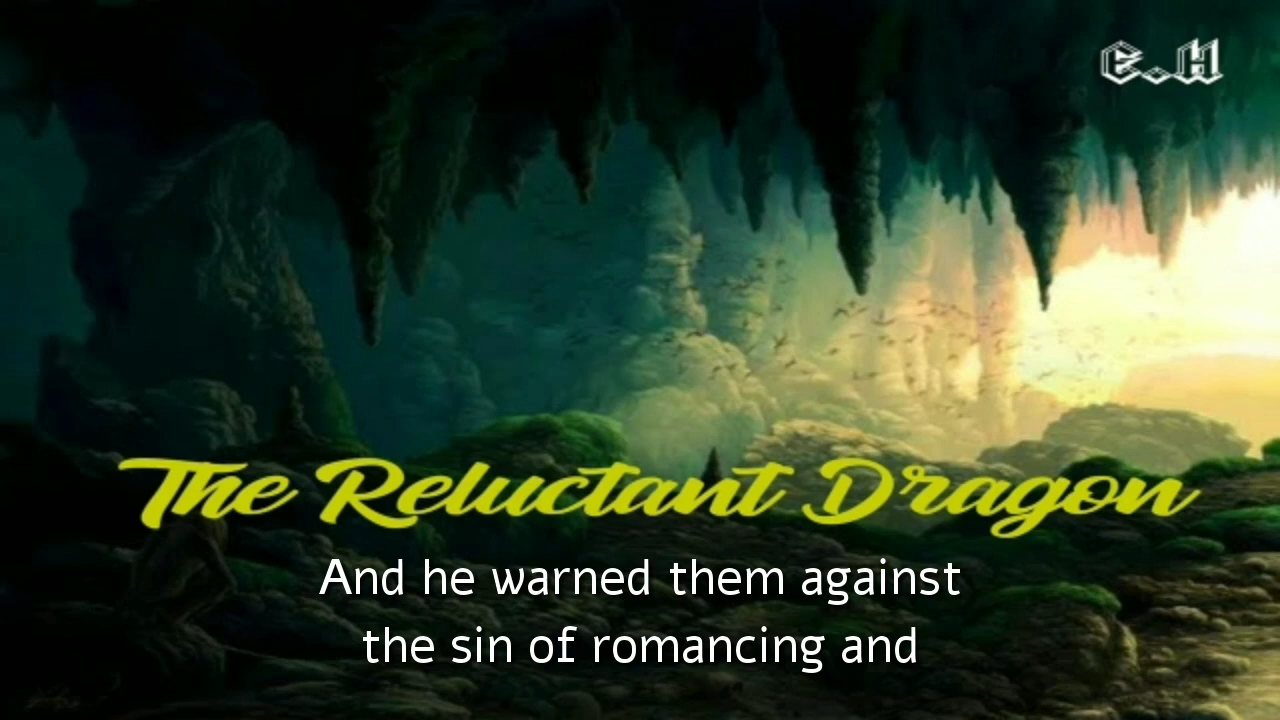 E.H
The Reluctant Dragon
And he warned them against
the sin of romancing and